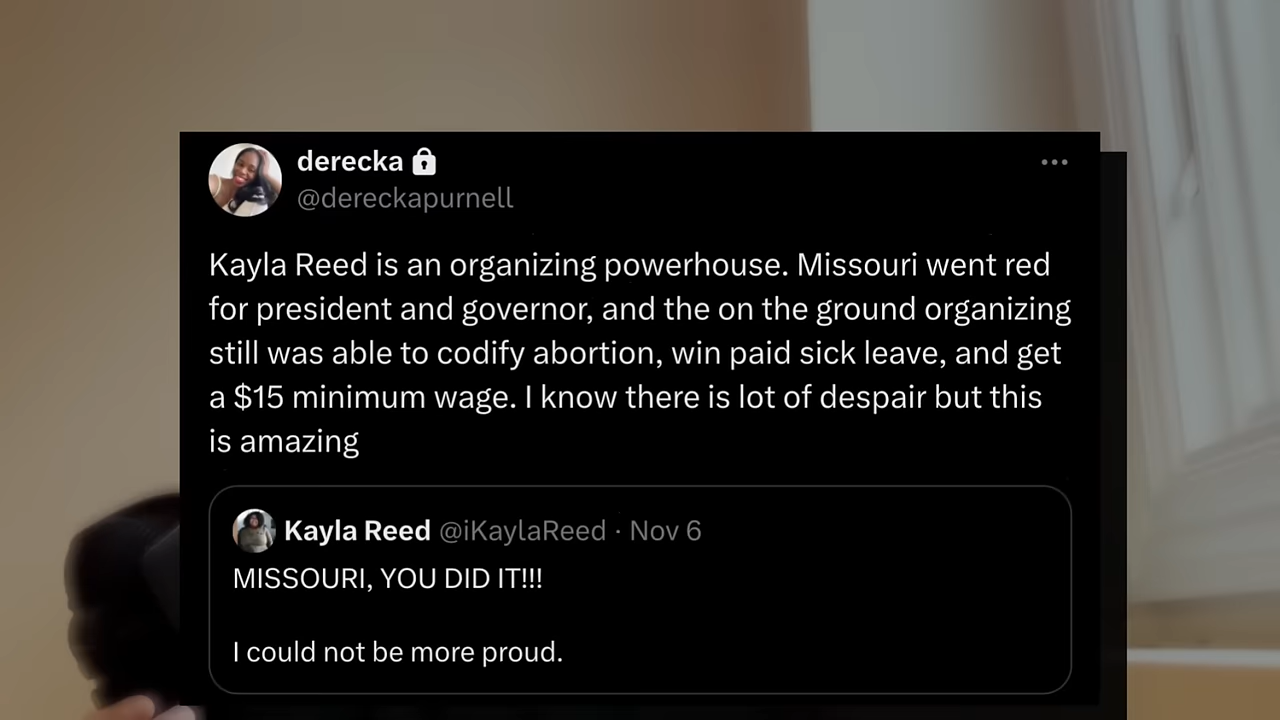 derecka
@dereckapurnell
Kayla Reed is an organizing powerhouse. Missouri went red
for president and governor, and the on the ground organizing
still was able to codify abortion, win paid sick leave, and get
a $15 minimum wage. I know there is lot of despair but this
is amazing
Kayla Reed @iKaylaReed · Nov 6
MISSOURI, YOU DID IT!!!
I could not be more proud.